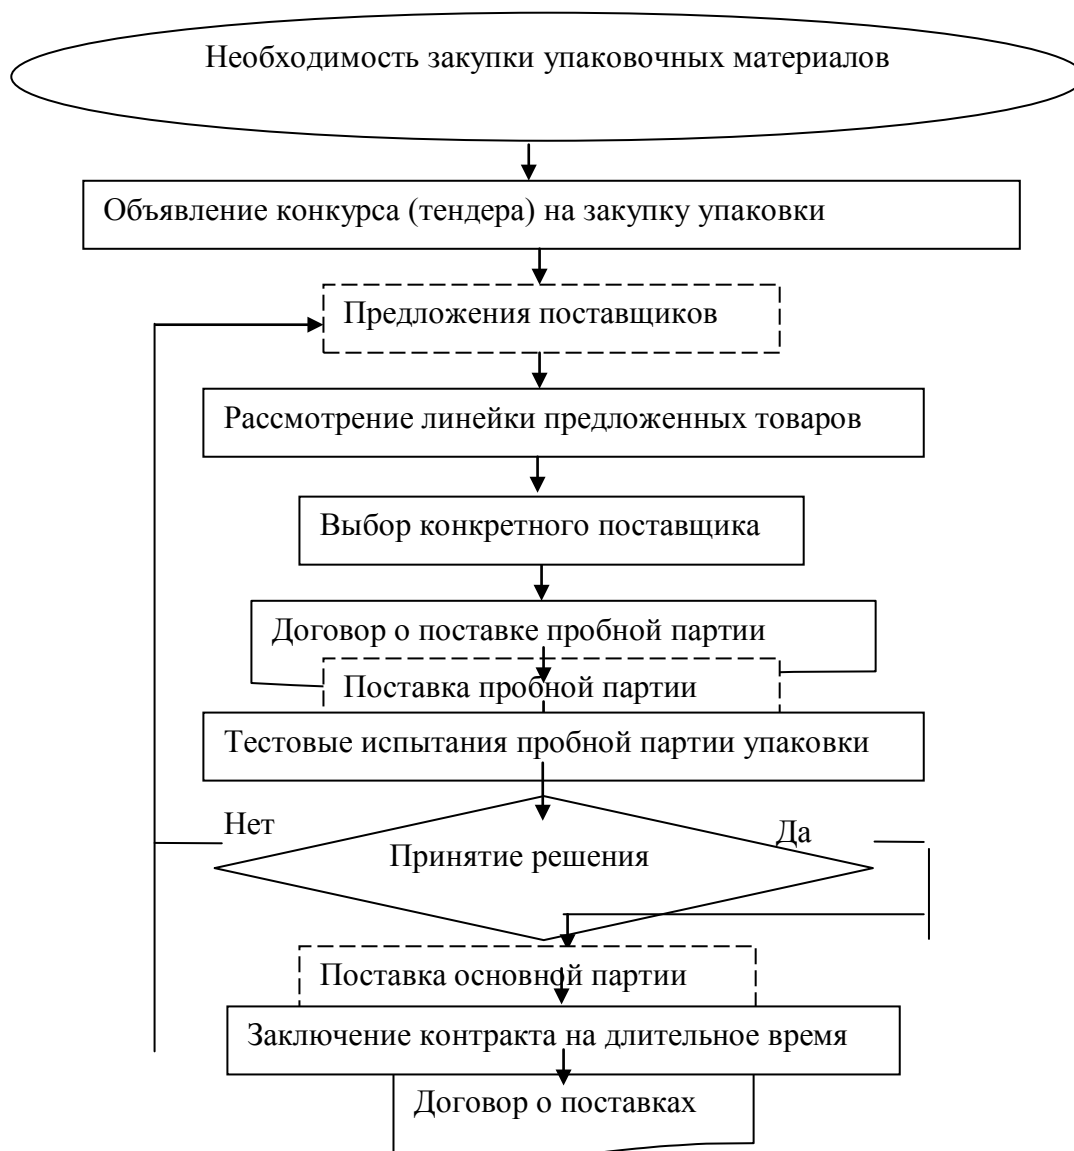 Необходимость закупки упаковочных материалов
Объявление конкурса (тендера) на закупку упаковки
Предложения поставщиков
Рассмотрение линейки предложенных товаров
Выбор конкретного поставщика
Договор о поставке пробной партии
Поставка пробной партии
Тестовые испытания пробной партии упаковки
Нет
Да
Принятие решения
Поставка основной партии
Заключение контракта на длительное время
Договор о поставках